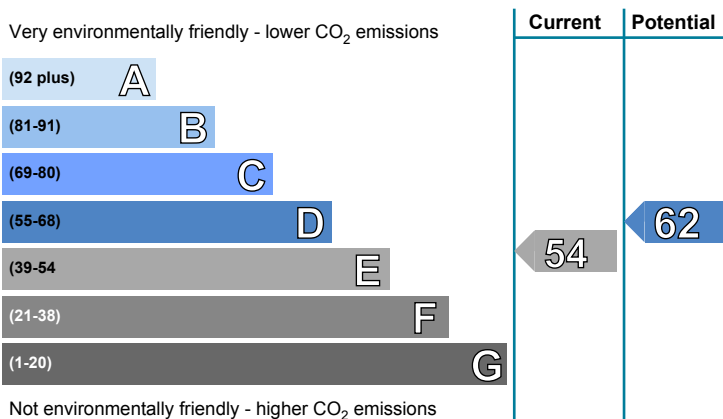 Very environmentally friendly - lower CO2 emissions
Current
Potential
(92 plus) A
(81-91) B
(69-80) C
(55-68) D
(39-54 E
(21-38) F
(1-20) G
54
62
Not environmentally friendly - higher CO2 emissions